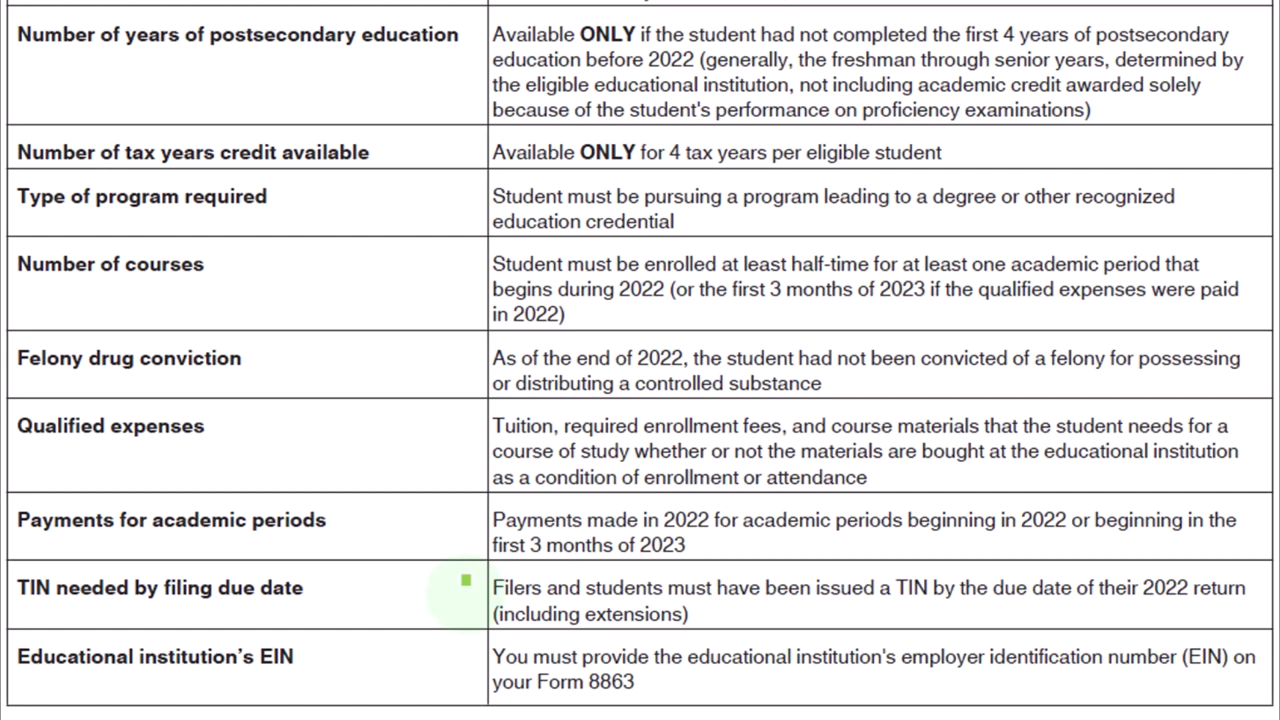 Number of years of postsecondary education
Available ONLY if the student had not completed the first 4 years of postsecondary
education before 2022 (generally, the freshman through senior years, determined by
the eligible educational institution, not including academic credit awarded solely
because of the student's performance on proficiency examinations)
Number of tax years credit available
Available ONLY for 4 tax years per eligible student
Type of program required
Student must be pursuing a program leading to a degree or other recognized
education credential
Number of courses
Student must be enrolled at least half-time for at least one academic period that
begins during 2022 (or the first 3 months of 2023 if the qualified expenses were paid
in 2022)
Felony drug conviction
As of the end of 2022, the student had not been convicted of a felony for possessing
or distributing a controlled substance
Qualified expenses
Tuition, required enrollment fees, and course materials that the student needs for a
course of study whether or not the materials are bought at the educational institution
as a condition of enrollment or attendance
Payments for academic periods
Payments made in 2022 for academic periods beginning in 2022 or beginning in the
first 3 months of 2023
TIN needed by filing due date
Filers and students must have been issued a TIN by the due date of their 2022 return
(including extensions)
Educational institution’s EIN
You must provide the educational institution's employer identification number (EIN) on
your Form 8863